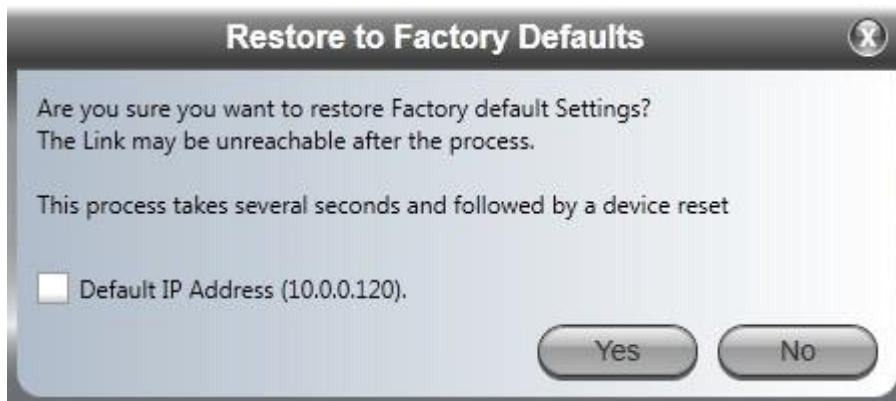 Restore to Factory Defaults
X
Are you sure you want to restore Factory default Settings?
The Link may be unreachable after the process.
This process takes several seconds and followed by a device reset
Default IP Address (10.0.0.120).
Yes
No